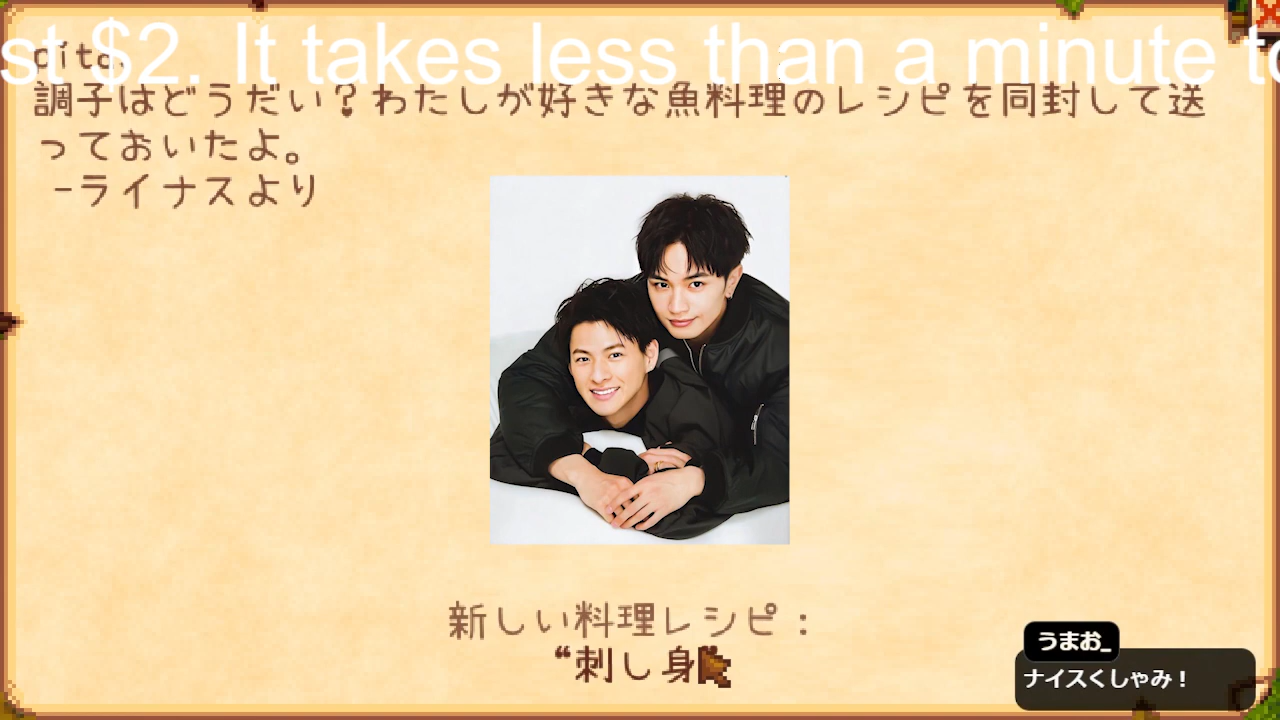 st $2. It takes less than a minute to
oita,
調子はどうだい？わたしが好きな魚料理のレシピを同封して送
っておいたよ。
-ライナスより
新しい料理レシピ：
“刺し身
うまお_
ナイスくしゃみ！